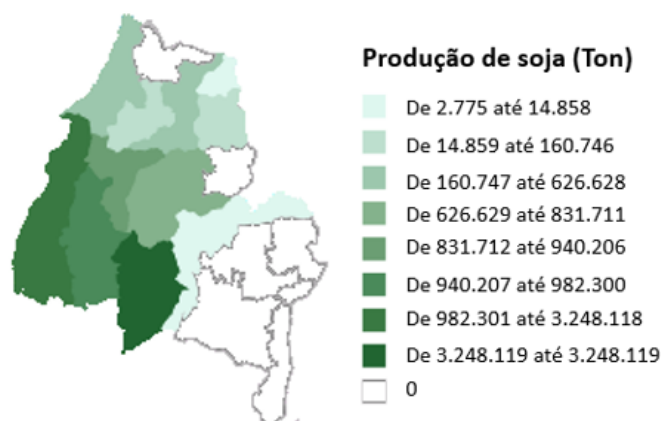 Produção de soja (Ton)
De 2.775 até 14.858
De 14.859 até 160.746
De 160.747 até 626.628
De 626.629 até 831.711
De 831.712 até 940.206
De 940.207 até 982.300
De 982.301 até 3.248.118
De 3.248.119 até 3.248.119
0